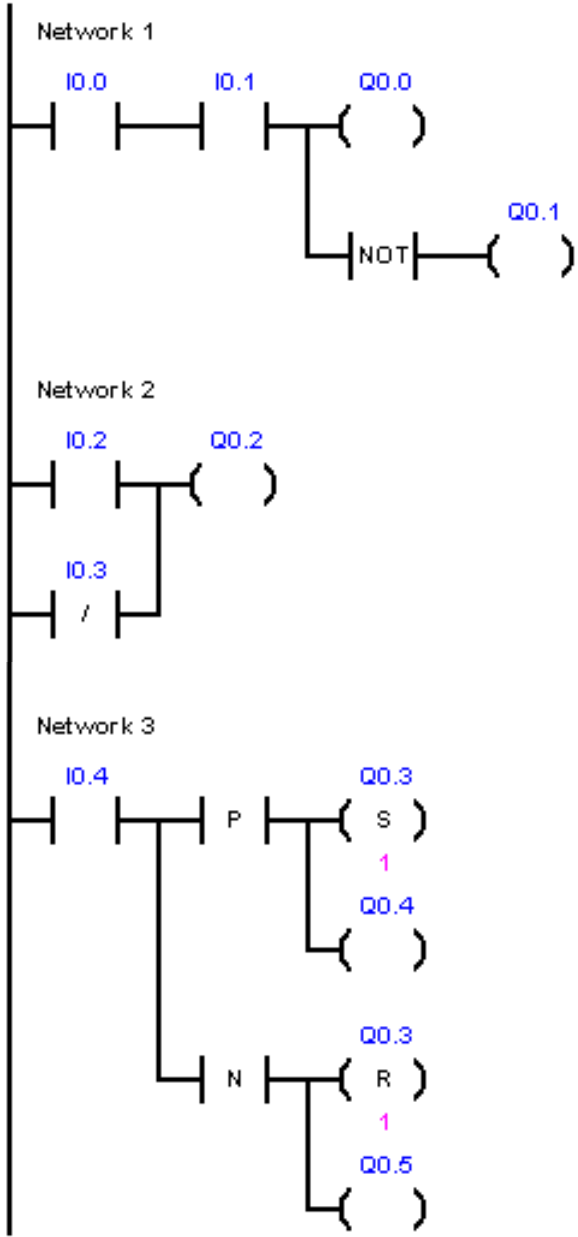 Network 1
I0.0 I0.1 Q0.0
Q0.1
NOT
Network 2
I0.2 Q0.2
I0.3
/
Network 3
I0.4 Q0.3
P S
1
Q0.4
Q0.3
N R
1
Q0.5